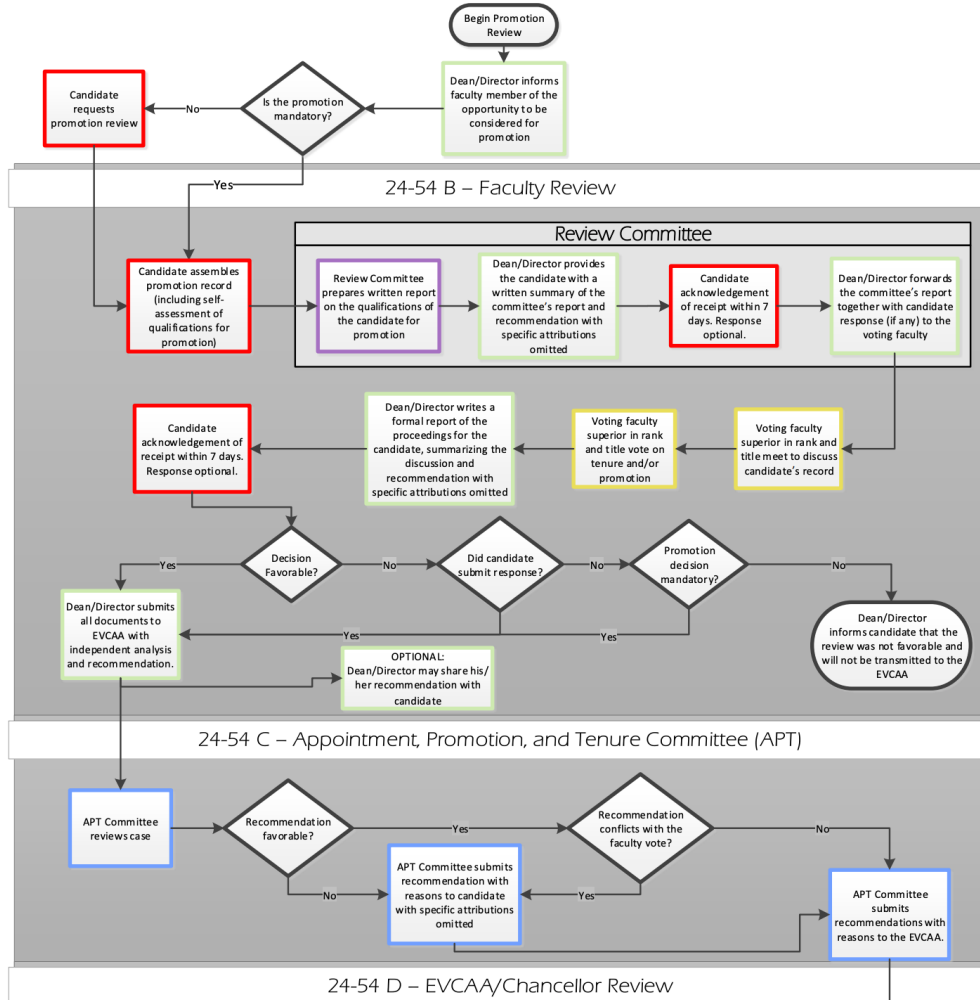 Begin Promotion
Review
Dean/Director informs
faculty member of the
opportunity to be
considered for
promotion
Is the promotion
mandatory?
No
Candidate
requests
promotion review
Yes
24-54 B – Faculty Review
Review Committee
Candidate assembles
promotion record
(including self-
assessment of
qualifications for
promotion)
Review Committee
prepares written report
on the qualifications of
the candidate for
promotion
Dean/Director provides
the candidate with a
written summary of the
committee's report and
recommendation with
specific attributions
omitted
Candidate
acknowledgement
of receipt within 7
days. Response
optional.
Dean/Director forwards
the committee's report
together with candidate
response (if any) to the
voting faculty
Candidate
acknowledgement of
receipt within 7 days.
Response optional.
Dean/Director writes a
formal report of the
proceedings for the
candidate, summarizing the
discussion and
recommendation with
specific attributions omitted
Voting faculty
superior in rank
and title vote on
tenure and/or
promotion
Voting faculty
superior in rank and
title meet to discuss
candidate's record
Decision
Favorable?
Yes
No
Did candidate
submit response?
No
Promotion
decision
mandatory?
No
Dean/Director submits
all documents to
EVCAA with
independent analysis
and recommendation.
Yes
Yes
Dean/Director
informs candidate that the
review was not favorable and
will not be transmitted to the
EVCAA
OPTIONAL:
Dean/Director may share his/
her recommendation with
candidate
24-54 C – Appointment, Promotion, and Tenure Committee (APT)
APT Committee
reviews case
Recommendation
favorable?
Yes
Recommendation
conflicts with the
faculty vote?
No
No
APT Committee submits
recommendation with
reasons to candidate
with specific attributions
omitted
Yes
APT Committee
submits
recommendations with
reasons to the EVCAA.
24-54 D – EVCAA/Chancellor Review